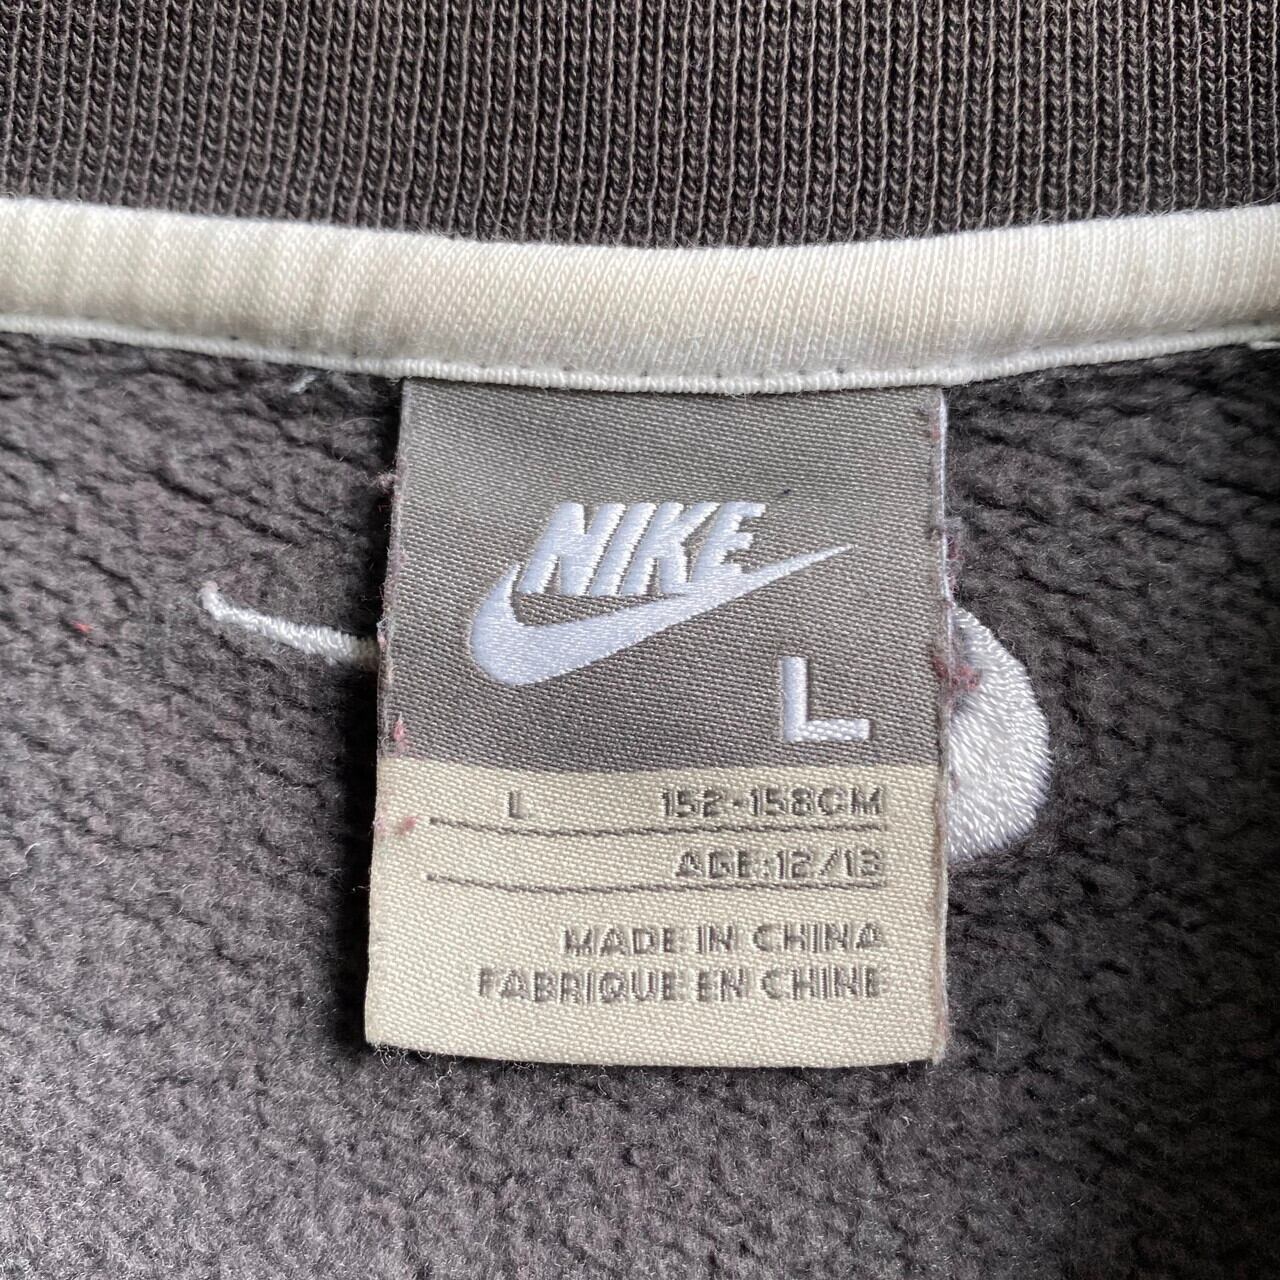 NIKE
L
L 152-158CM
AGE:12/13
MADE IN CHINA
FABRIQUE EN CHINE